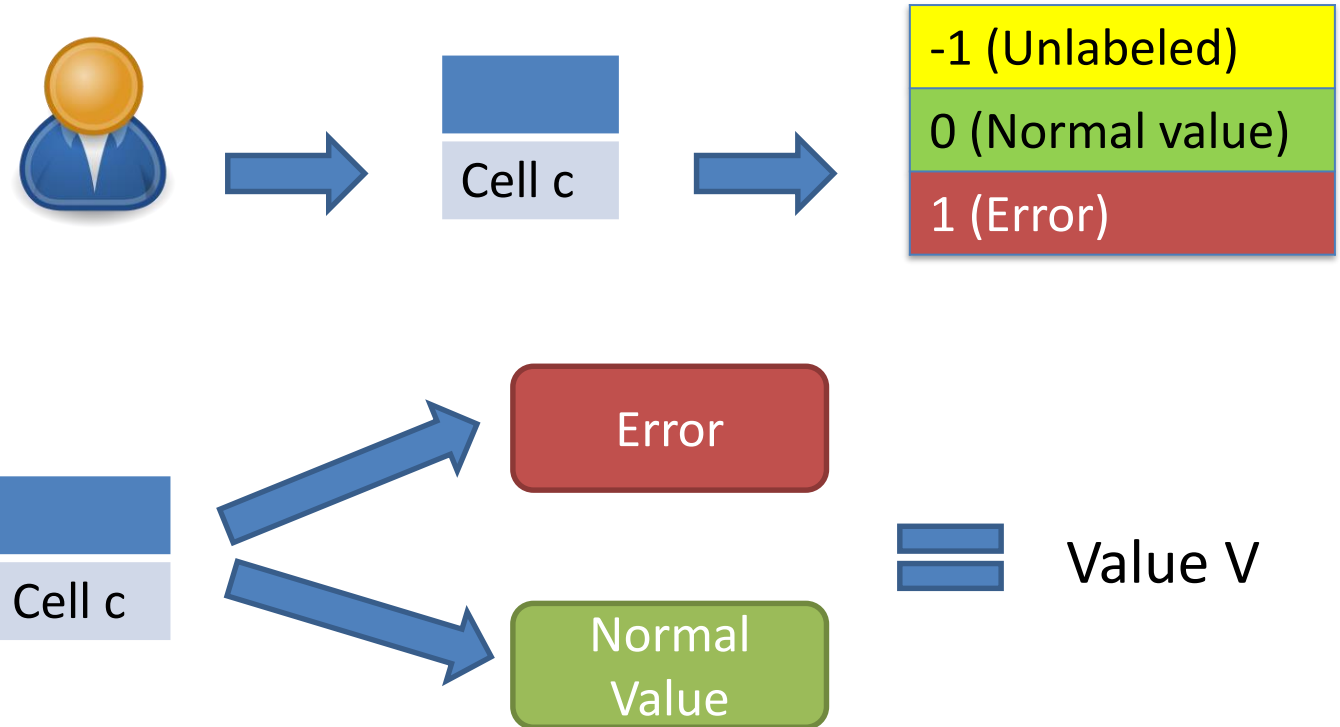 -1 (Unlabeled)
0 (Normal value)
Cell c
1 (Error)
Error
Value V
Cell c
Normal
Value